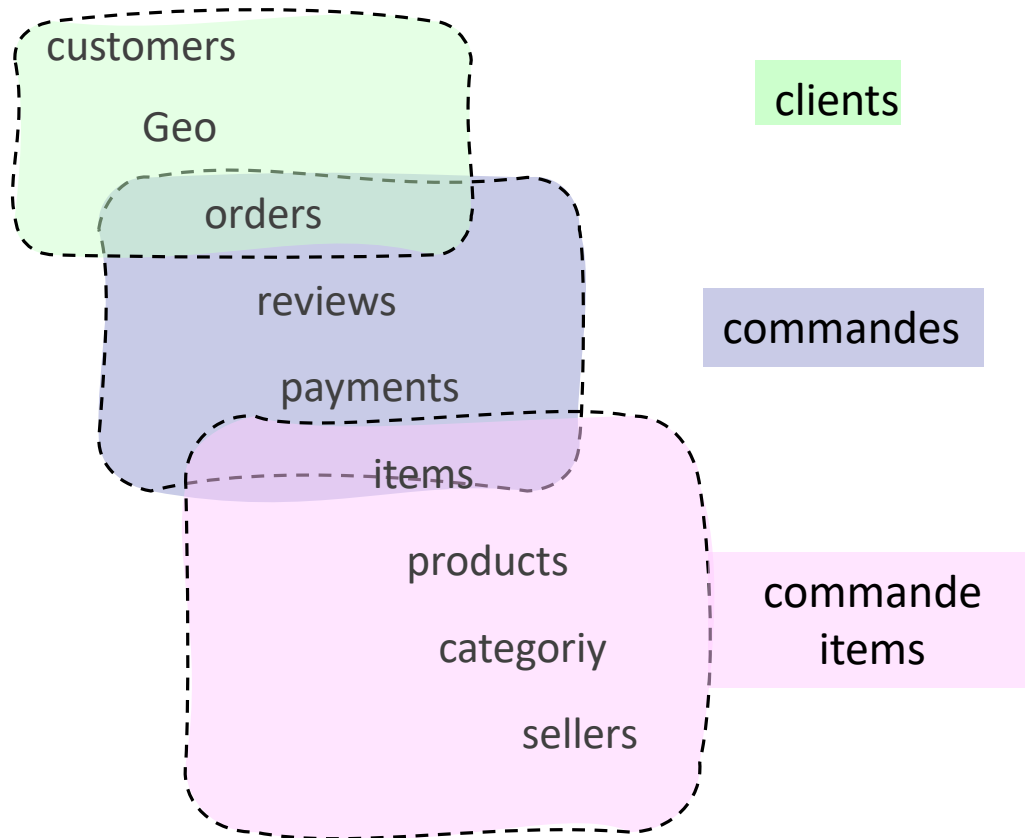 customers
Geo
orders
reviews
payments
items
products
categoriy
sellers
clients
commandes
commande
items